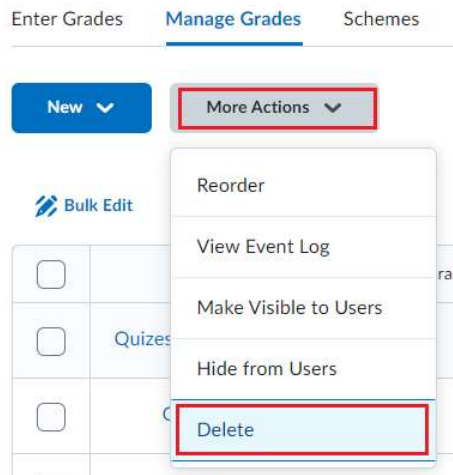 Enter Grades Manage Grades Schemes
New More Actions
Reorder
Bulk Edit
View Event Log
Make Visible to Users
Quizes
Hide from Users
Delete